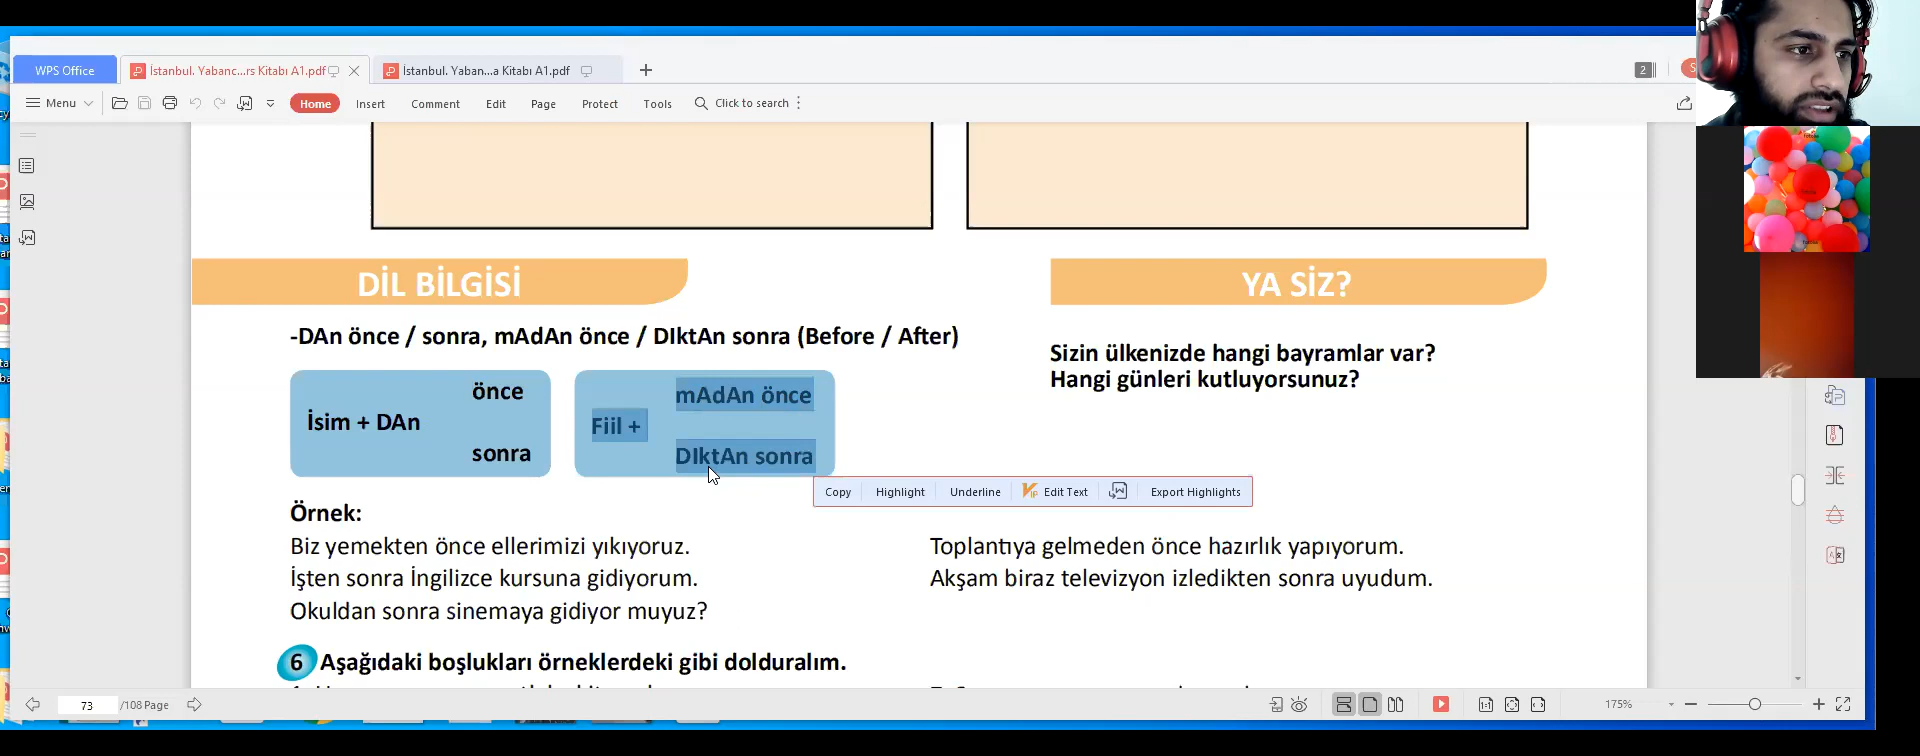 WPS Office
İstanbul. Yabanc...rs Kitabı A1.pdf
İstanbul. Yaban...a Kitabı A1.pdf
2
Menu
Home
Insert
Comment
Edit
Page
Protect
Tools
Click to search
DİL BİLGİSİ
-DAn önce / sonra, mAdAn önce / DIktAn sonra (Before / After)
önce
İsim + DAn
sonra
mAdAn önce
Fiil +
DIktAn sonra
YA SİZ?
Sizin ülkenizde hangi bayramlar var?
Hangi günleri kutluyorsunuz?
Copy
Highlight
Underline
Edit Text
Export Highlights
Örnek:
Biz yemekten önce ellerimizi yıkıyoruz.
İşten sonra İngilizce kursuna gidiyorum.
Okuldan sonra sinemaya gidiyor muyuz?
Toplantıya gelmeden önce hazırlık yapıyorum.
Akşam biraz televizyon izledikten sonra uyudum.
6 Aşağıdaki boşlukları örneklerdeki gibi dolduralım.
73
/108 Page
175%